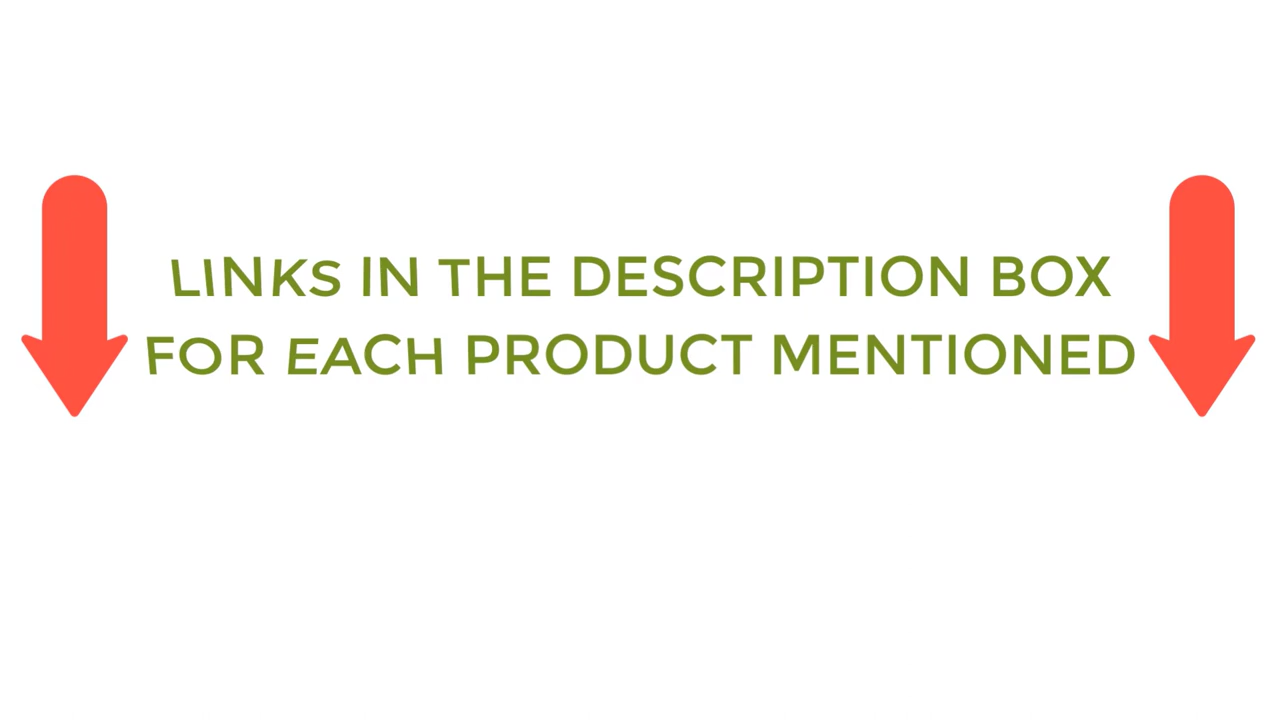 LINKS IN THE DESCRIPTION BOX
FOR EACH PRODUCT MENTIONED